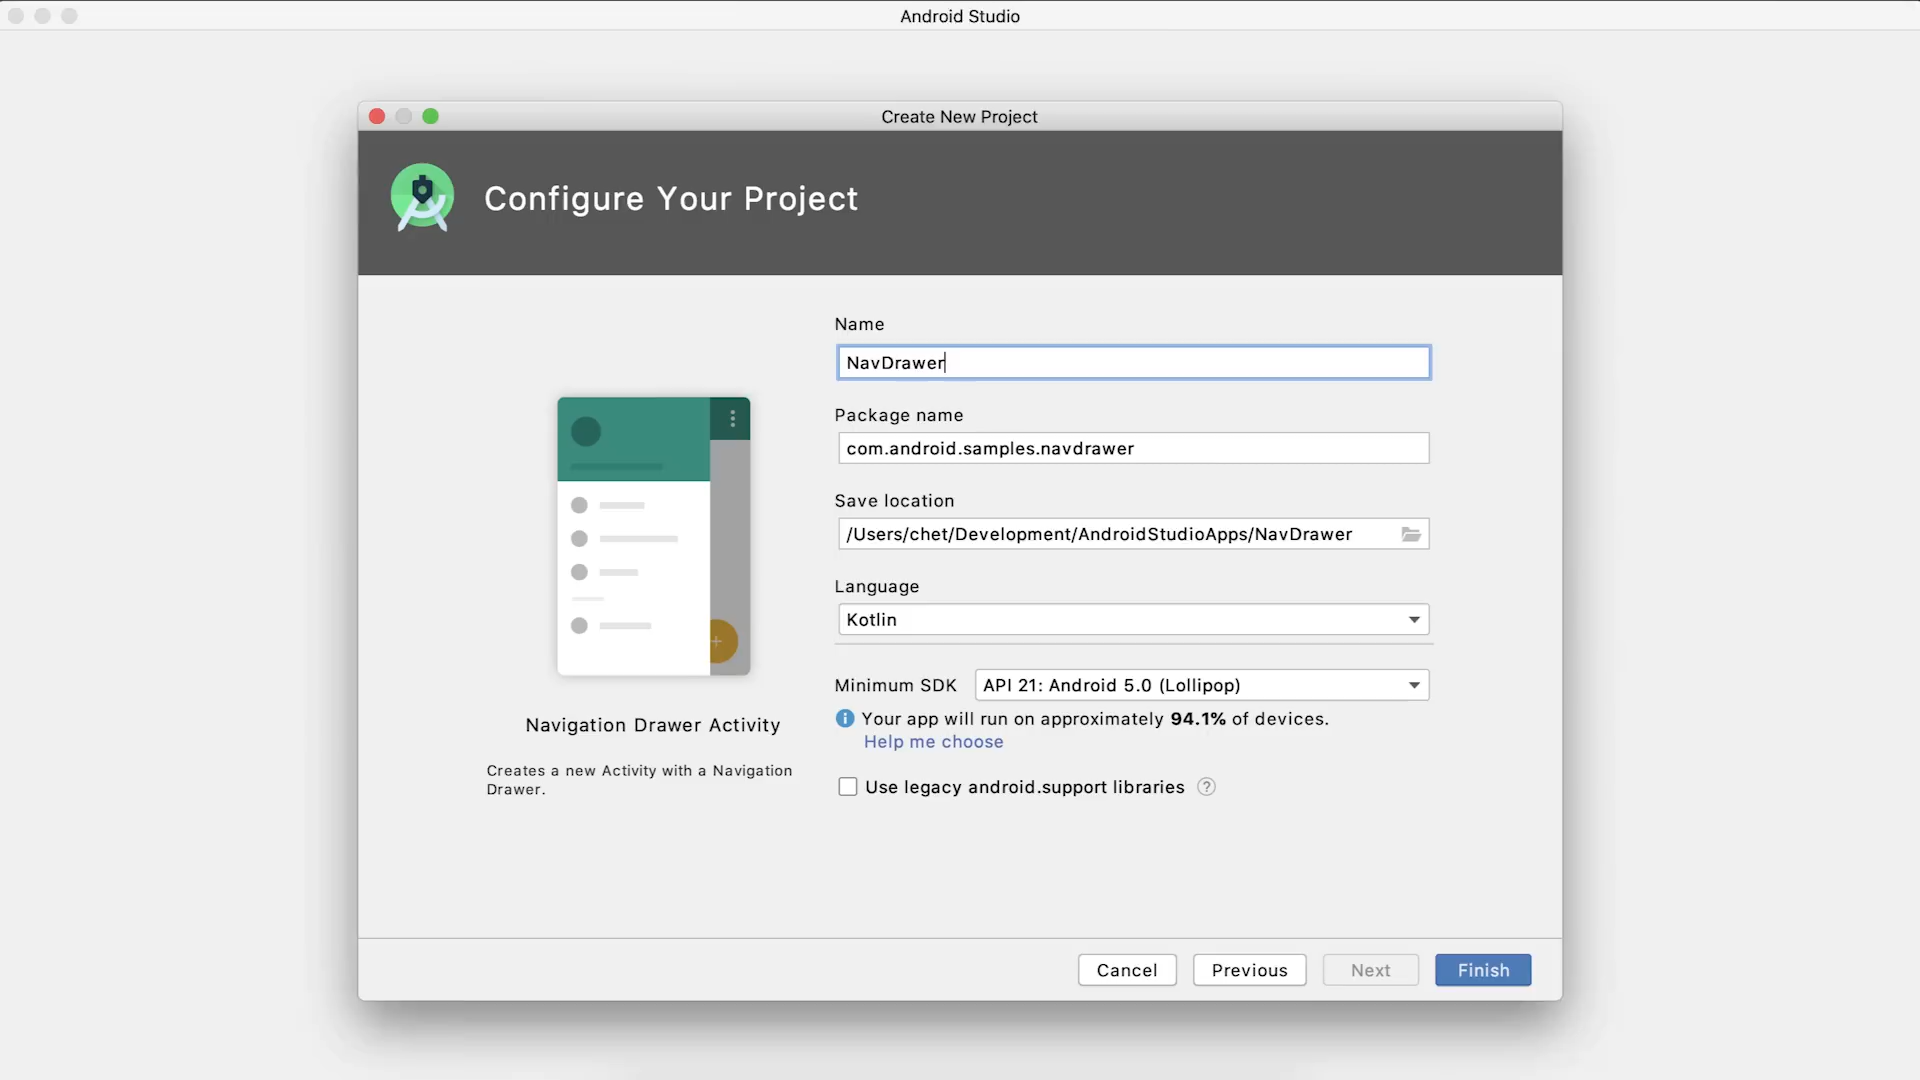 Android Studio
Create New Project
Configure Your Project
Name
NavDrawer
Package name
com.android.samples.navdrawer
Save location
/Users/chet/Development/AndroidStudioApps/NavDrawer
Language
Kotlin
Minimum SDK
API 21: Android 5.0 (Lollipop)
Your app will run on approximately 94.1% of devices.
Help me choose
Use legacy android.support libraries ?
Navigation Drawer Activity
Creates a new Activity with a Navigation
Drawer.
Cancel
Previous
Next
Finish